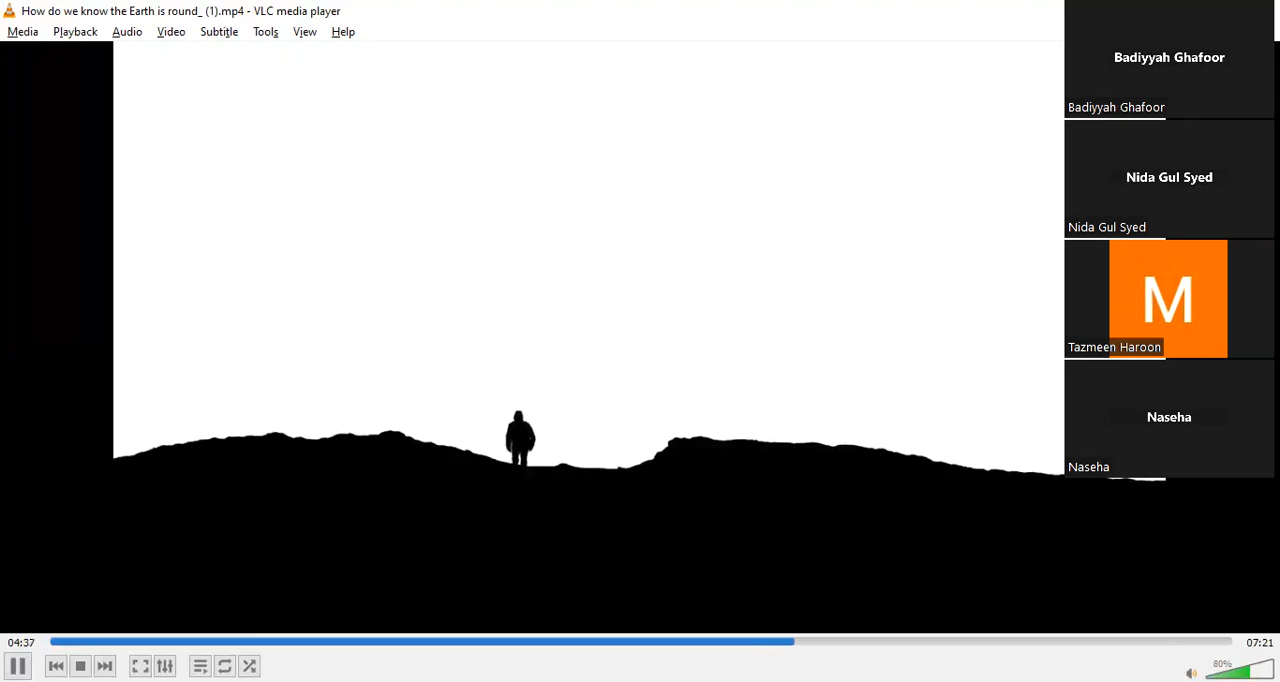 How do we know the Earth is round_ (1).mp4 - VLC media player
Media Playback Audio Video Subtitle Tools View Help
Badiyyah Ghafoor
Badiyyah Ghafoor
Nida Gul Syed
Nida Gul Syed
M
Tazmeen Haroon
Naseha
Naseha
04:37
07:21
80%